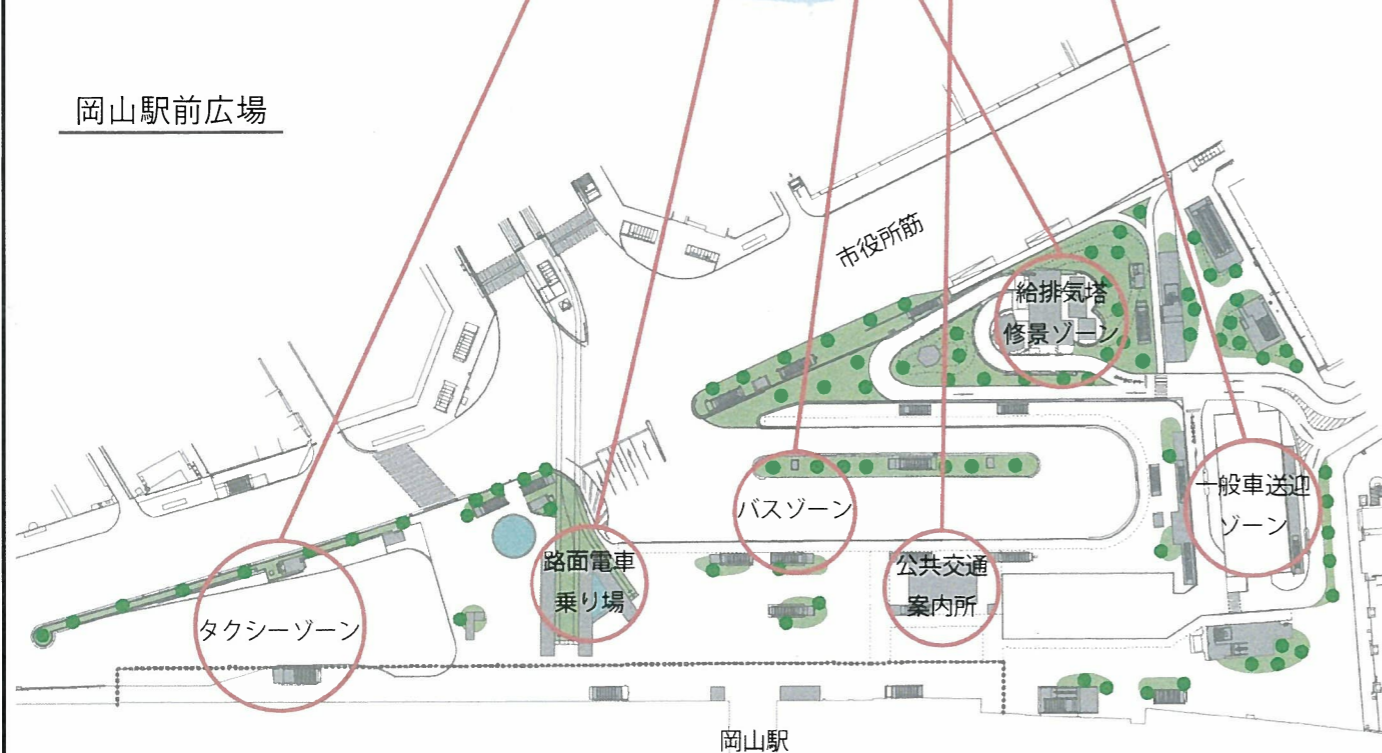 岡山駅前広場
市役所筋
給排気塔
修景ゾーン
バスゾーン
一般車送迎
ゾーン
路面電車
乗り場
公共交通
案内所
タクシーゾーン
岡山駅